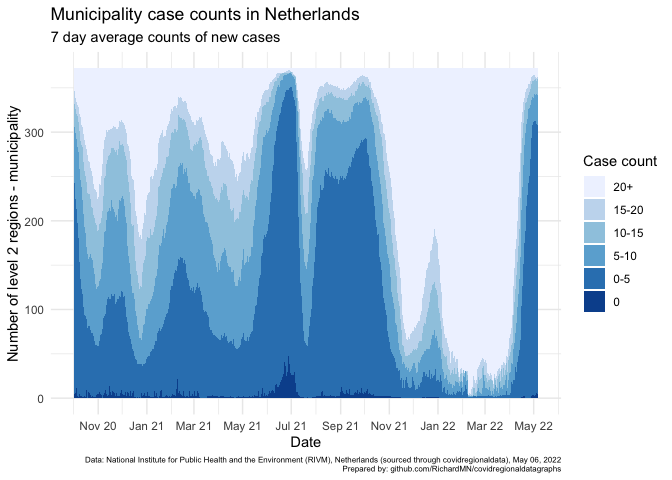 Municipality case counts in Netherlands
7 day average counts of new cases
Number of level 2 regions - municipality
300
200
100
0
Nov 20 Jan 21 Mar 21 May 21 Jul 21 Sep 21 Nov 21 Jan 22 Mar 22 May 22
Date
Case count
20+
15-20
10-15
5-10
0-5
0
Data: National Institute for Public Health and the Environment (RIVM), Netherlands (sourced through covidregionaldata), May 06, 2022
Prepared by: github.com/RichardMN/covidregionaldatagraphs